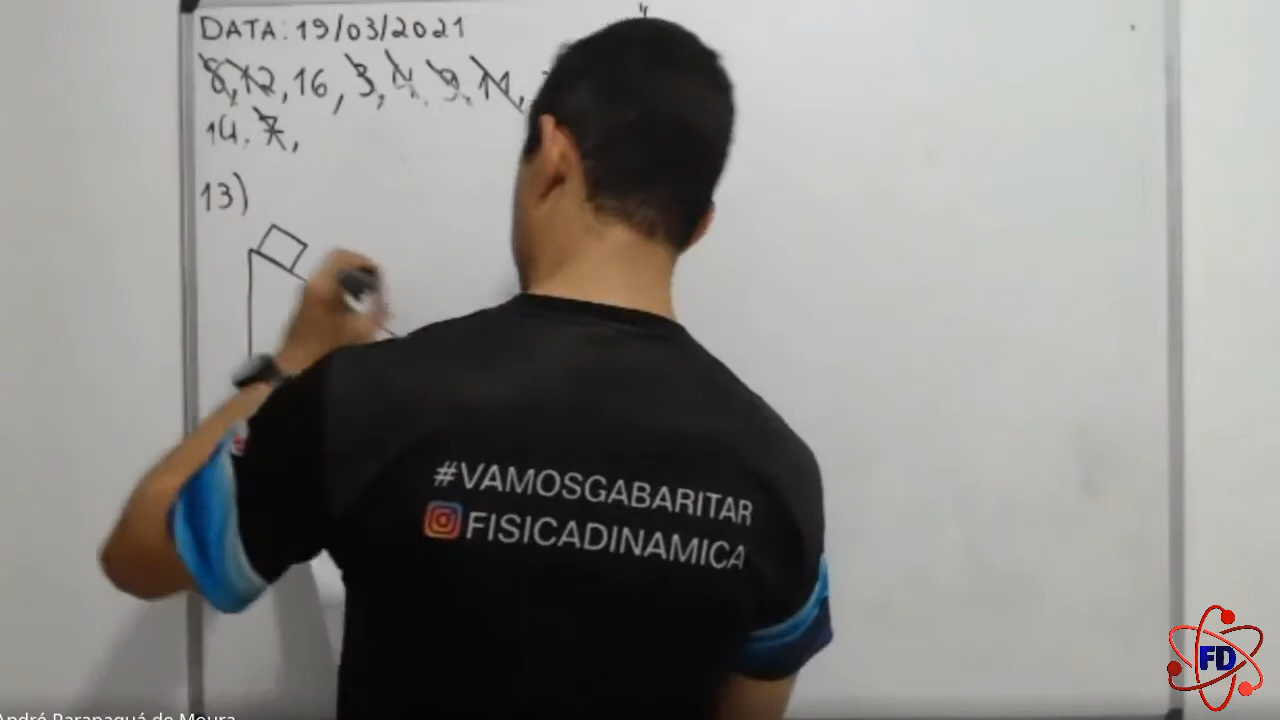 DATA: 19/03/2021
8, 12, 16, 3, 4, 9, 11,
14. 7,
13)
#VAMOSGABARITAR
FISICADINAMICA
FD
André Paranaguá de Moura